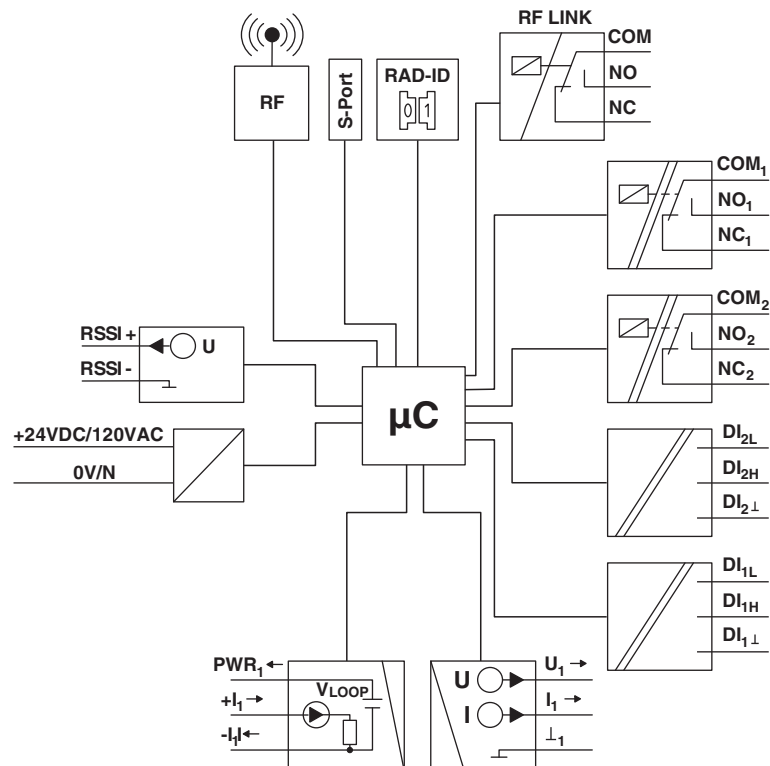 RF LINK
COM
NO
NC
RF
S-Port
RAD-ID
0 1
COM₁
NO₁
NC₁
COM₂
NO₂
NC₂
RSSI+
RSSI-
U
+24VDC/120VAC
0V/N
µC
DI₂L
DI₂H
DI₂⊥
DI₁L
DI₁H
DI₁⊥
PWR₁ ←
+I₁ →
-I₁I←
VLOOP
U
I
U₁ →
I₁ →
⊥₁